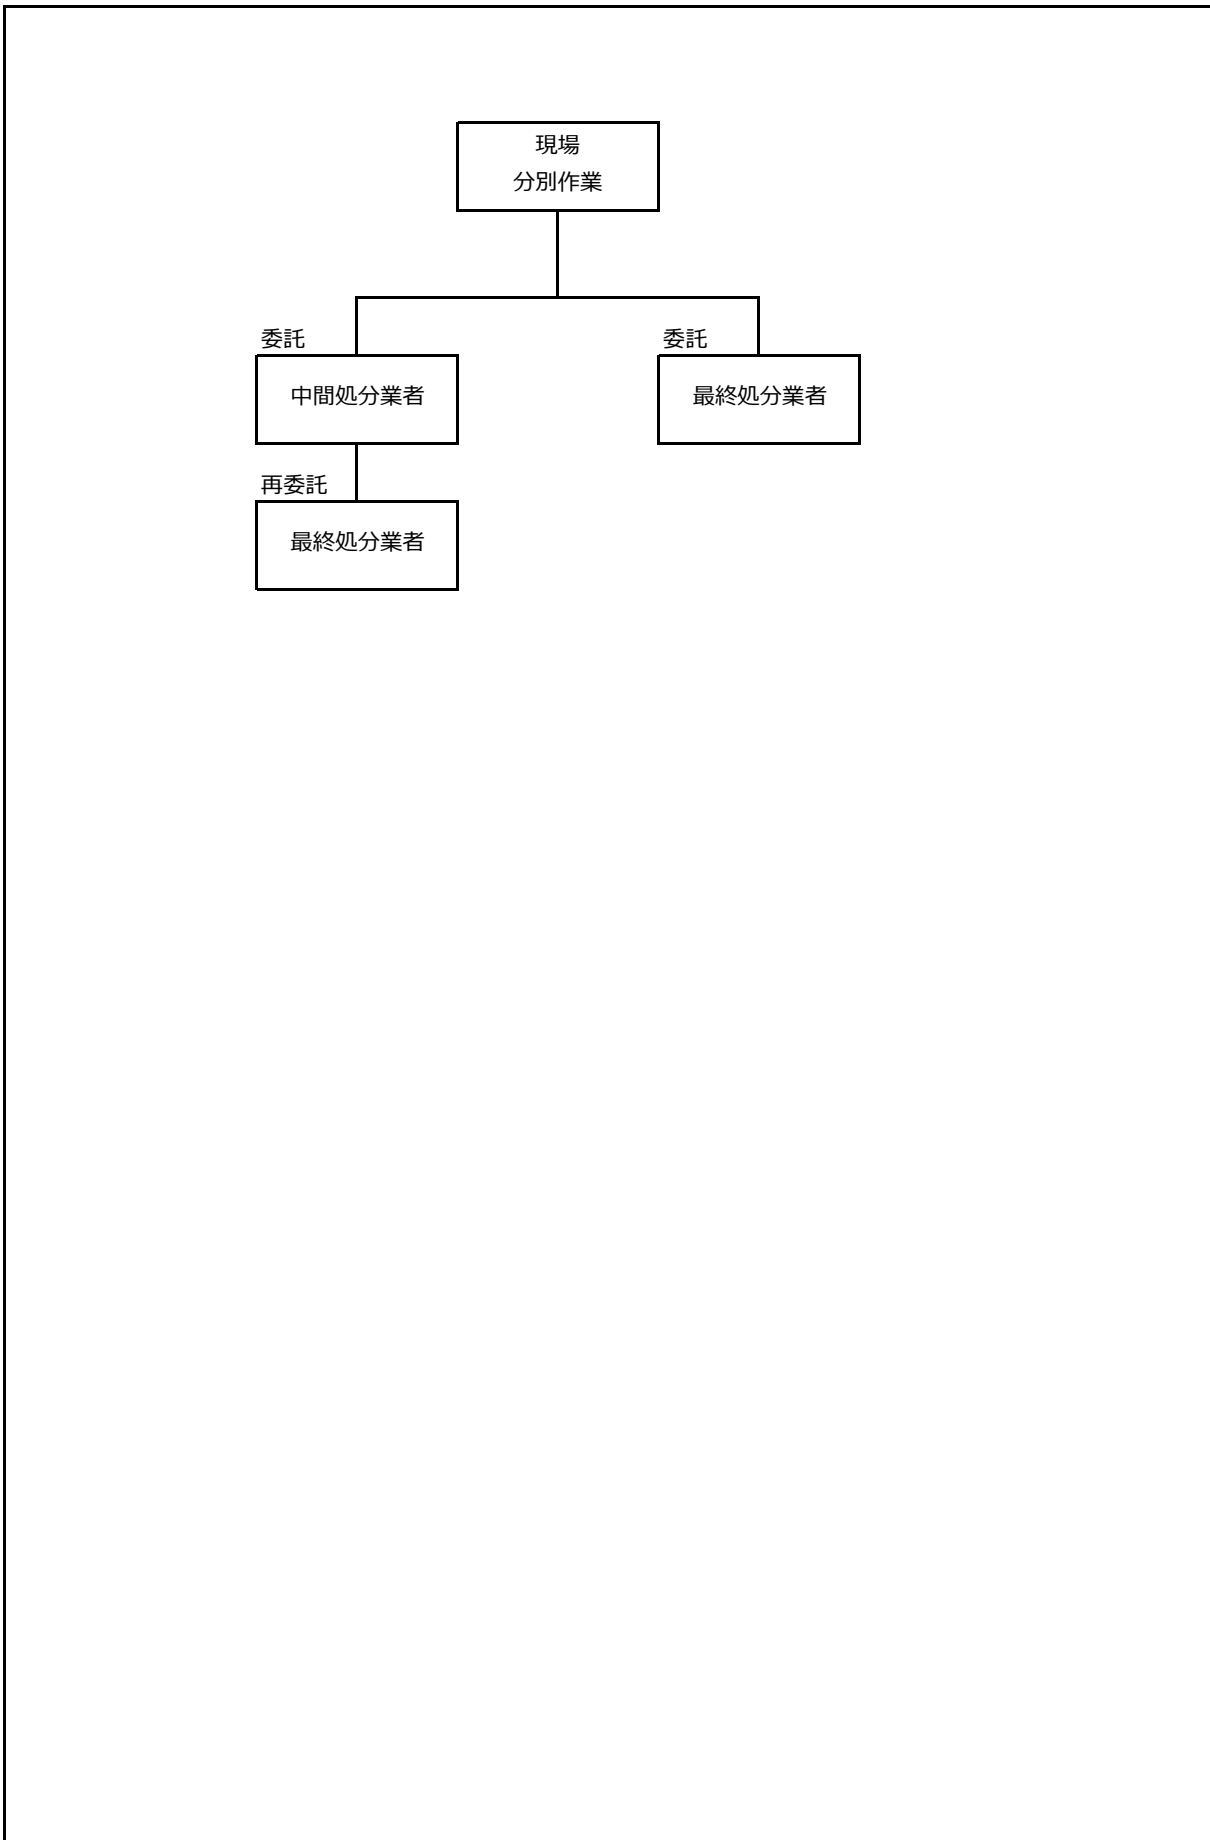 現場
分別作業
委託
委託
中間処分業者
最終処分業者
再委託
最終処分業者